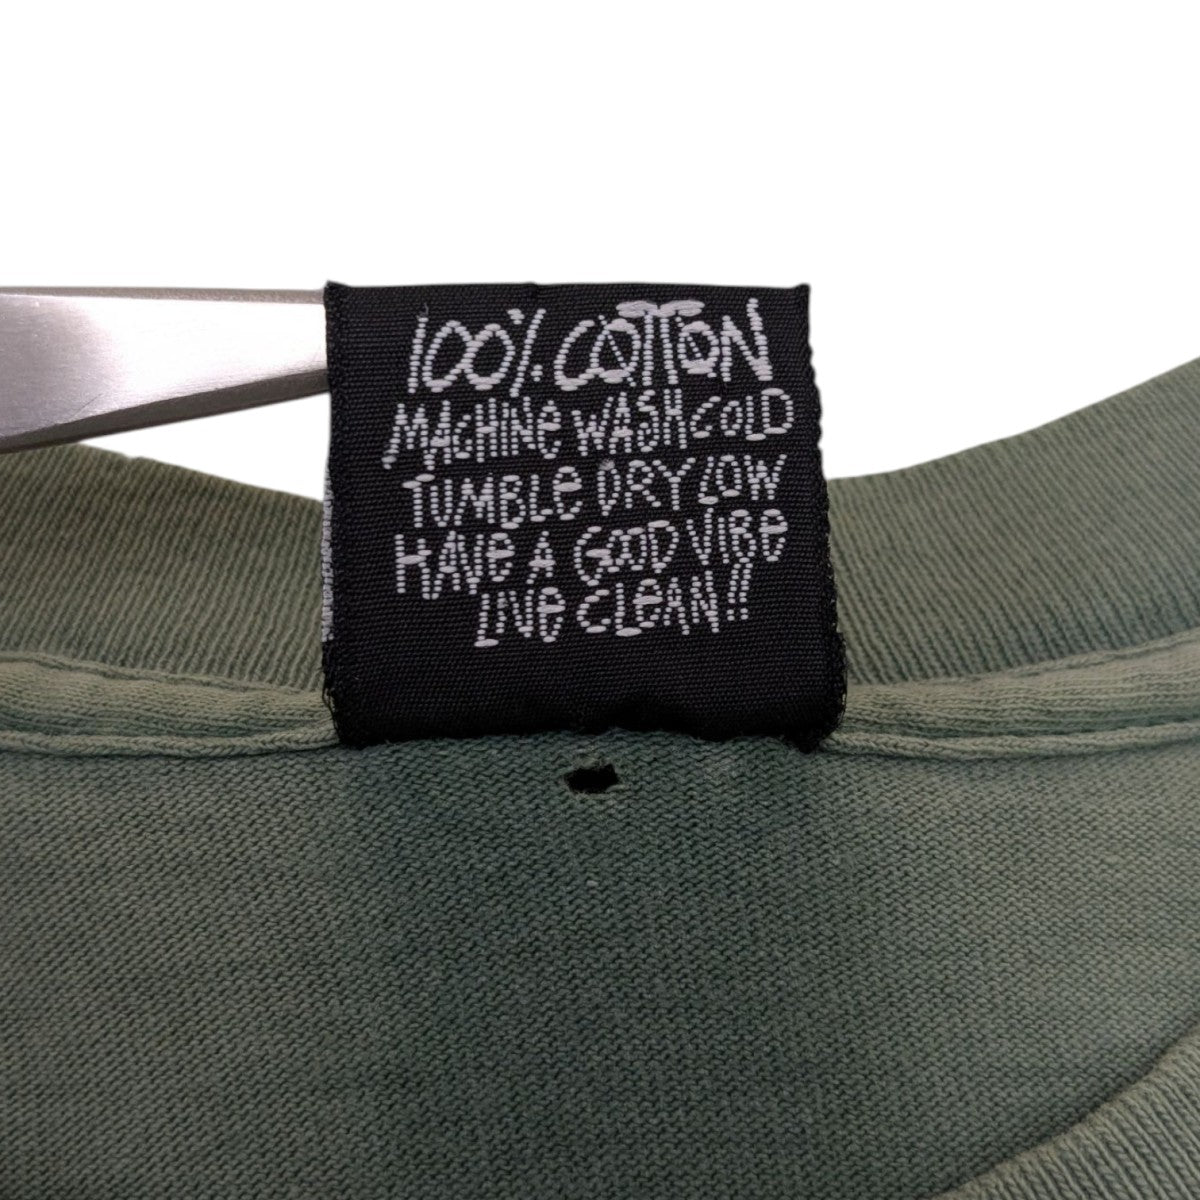 100% COTTON
MACHINE WASH COLD
TUMBLE DRY LOW
HAVE A GOOD VIBE
LIVE CLEAN!!